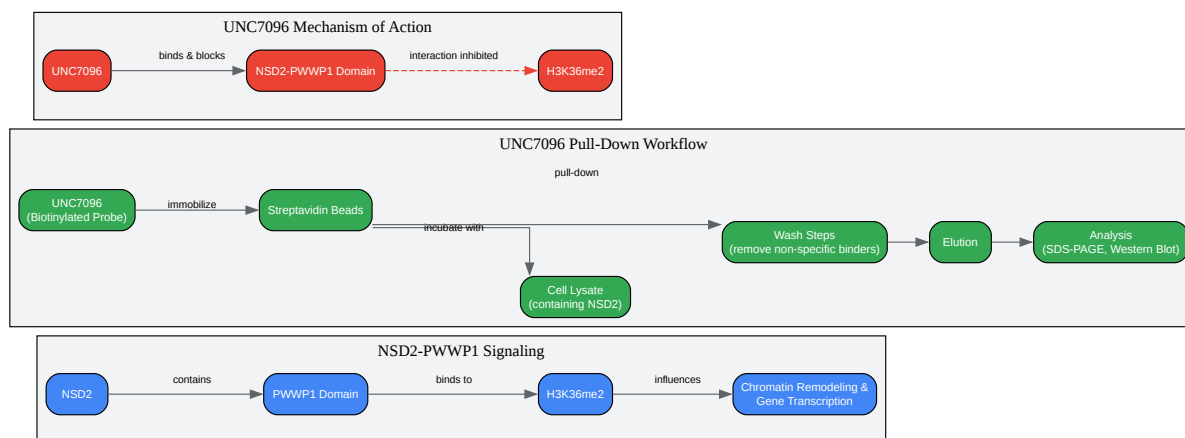 UNC7096 Mechanism of Action
UNC7096
binds & blocks
NSD2-PWWP1 Domain
interaction inhibited
H3K36me2
UNC7096 Pull-Down Workflow
pull-down
UNC7096
(Biotinylated Probe)
immobilize
Streptavidin Beads
incubate with
Cell Lysate
(containing NSD2)
Wash Steps
(remove non-specific binders)
Elution
Analysis
(SDS-PAGE, Western Blot)
NSD2-PWWP1 Signaling
NSD2
contains
PWWP1 Domain
binds to
H3K36me2
influences
Chromatin Remodeling &
Gene Transcription